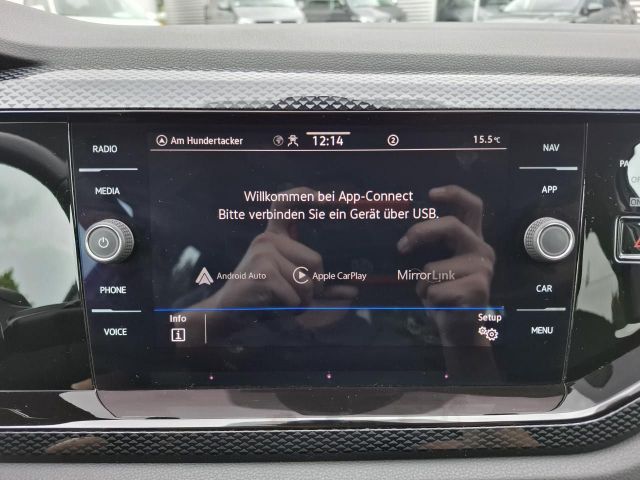 RADIO
MEDIA
PHONE
VOICE
Am Hundertacker
12:14
2
15.5°C
Willkommen bei App-Connect
Bitte verbinden Sie ein Gerät über USB.
Android Auto
Apple CarPlay
MirrorLink
Info
i
Setup
NAV
APP
CAR
MENU